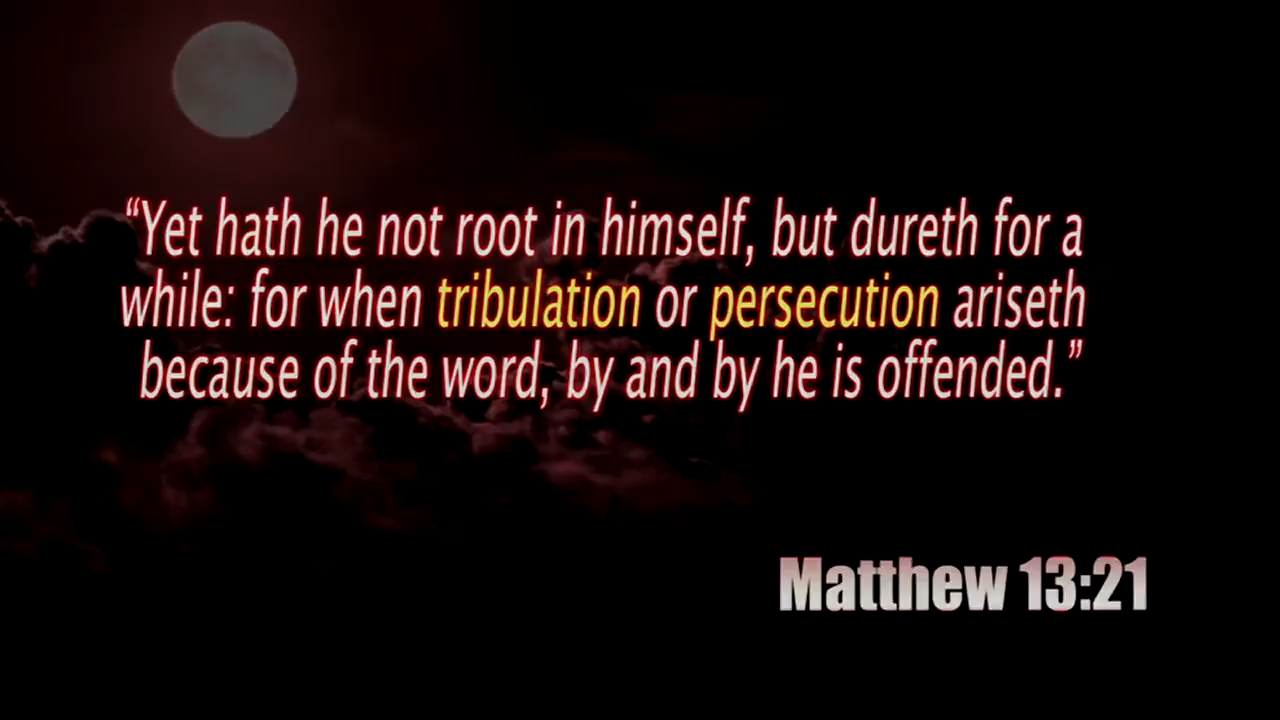 “Yet hath he not root in himself, but dureth for a
while: for when tribulation or persecution ariseth
because of the word, by and by he is offended.”
Matthew 13:21